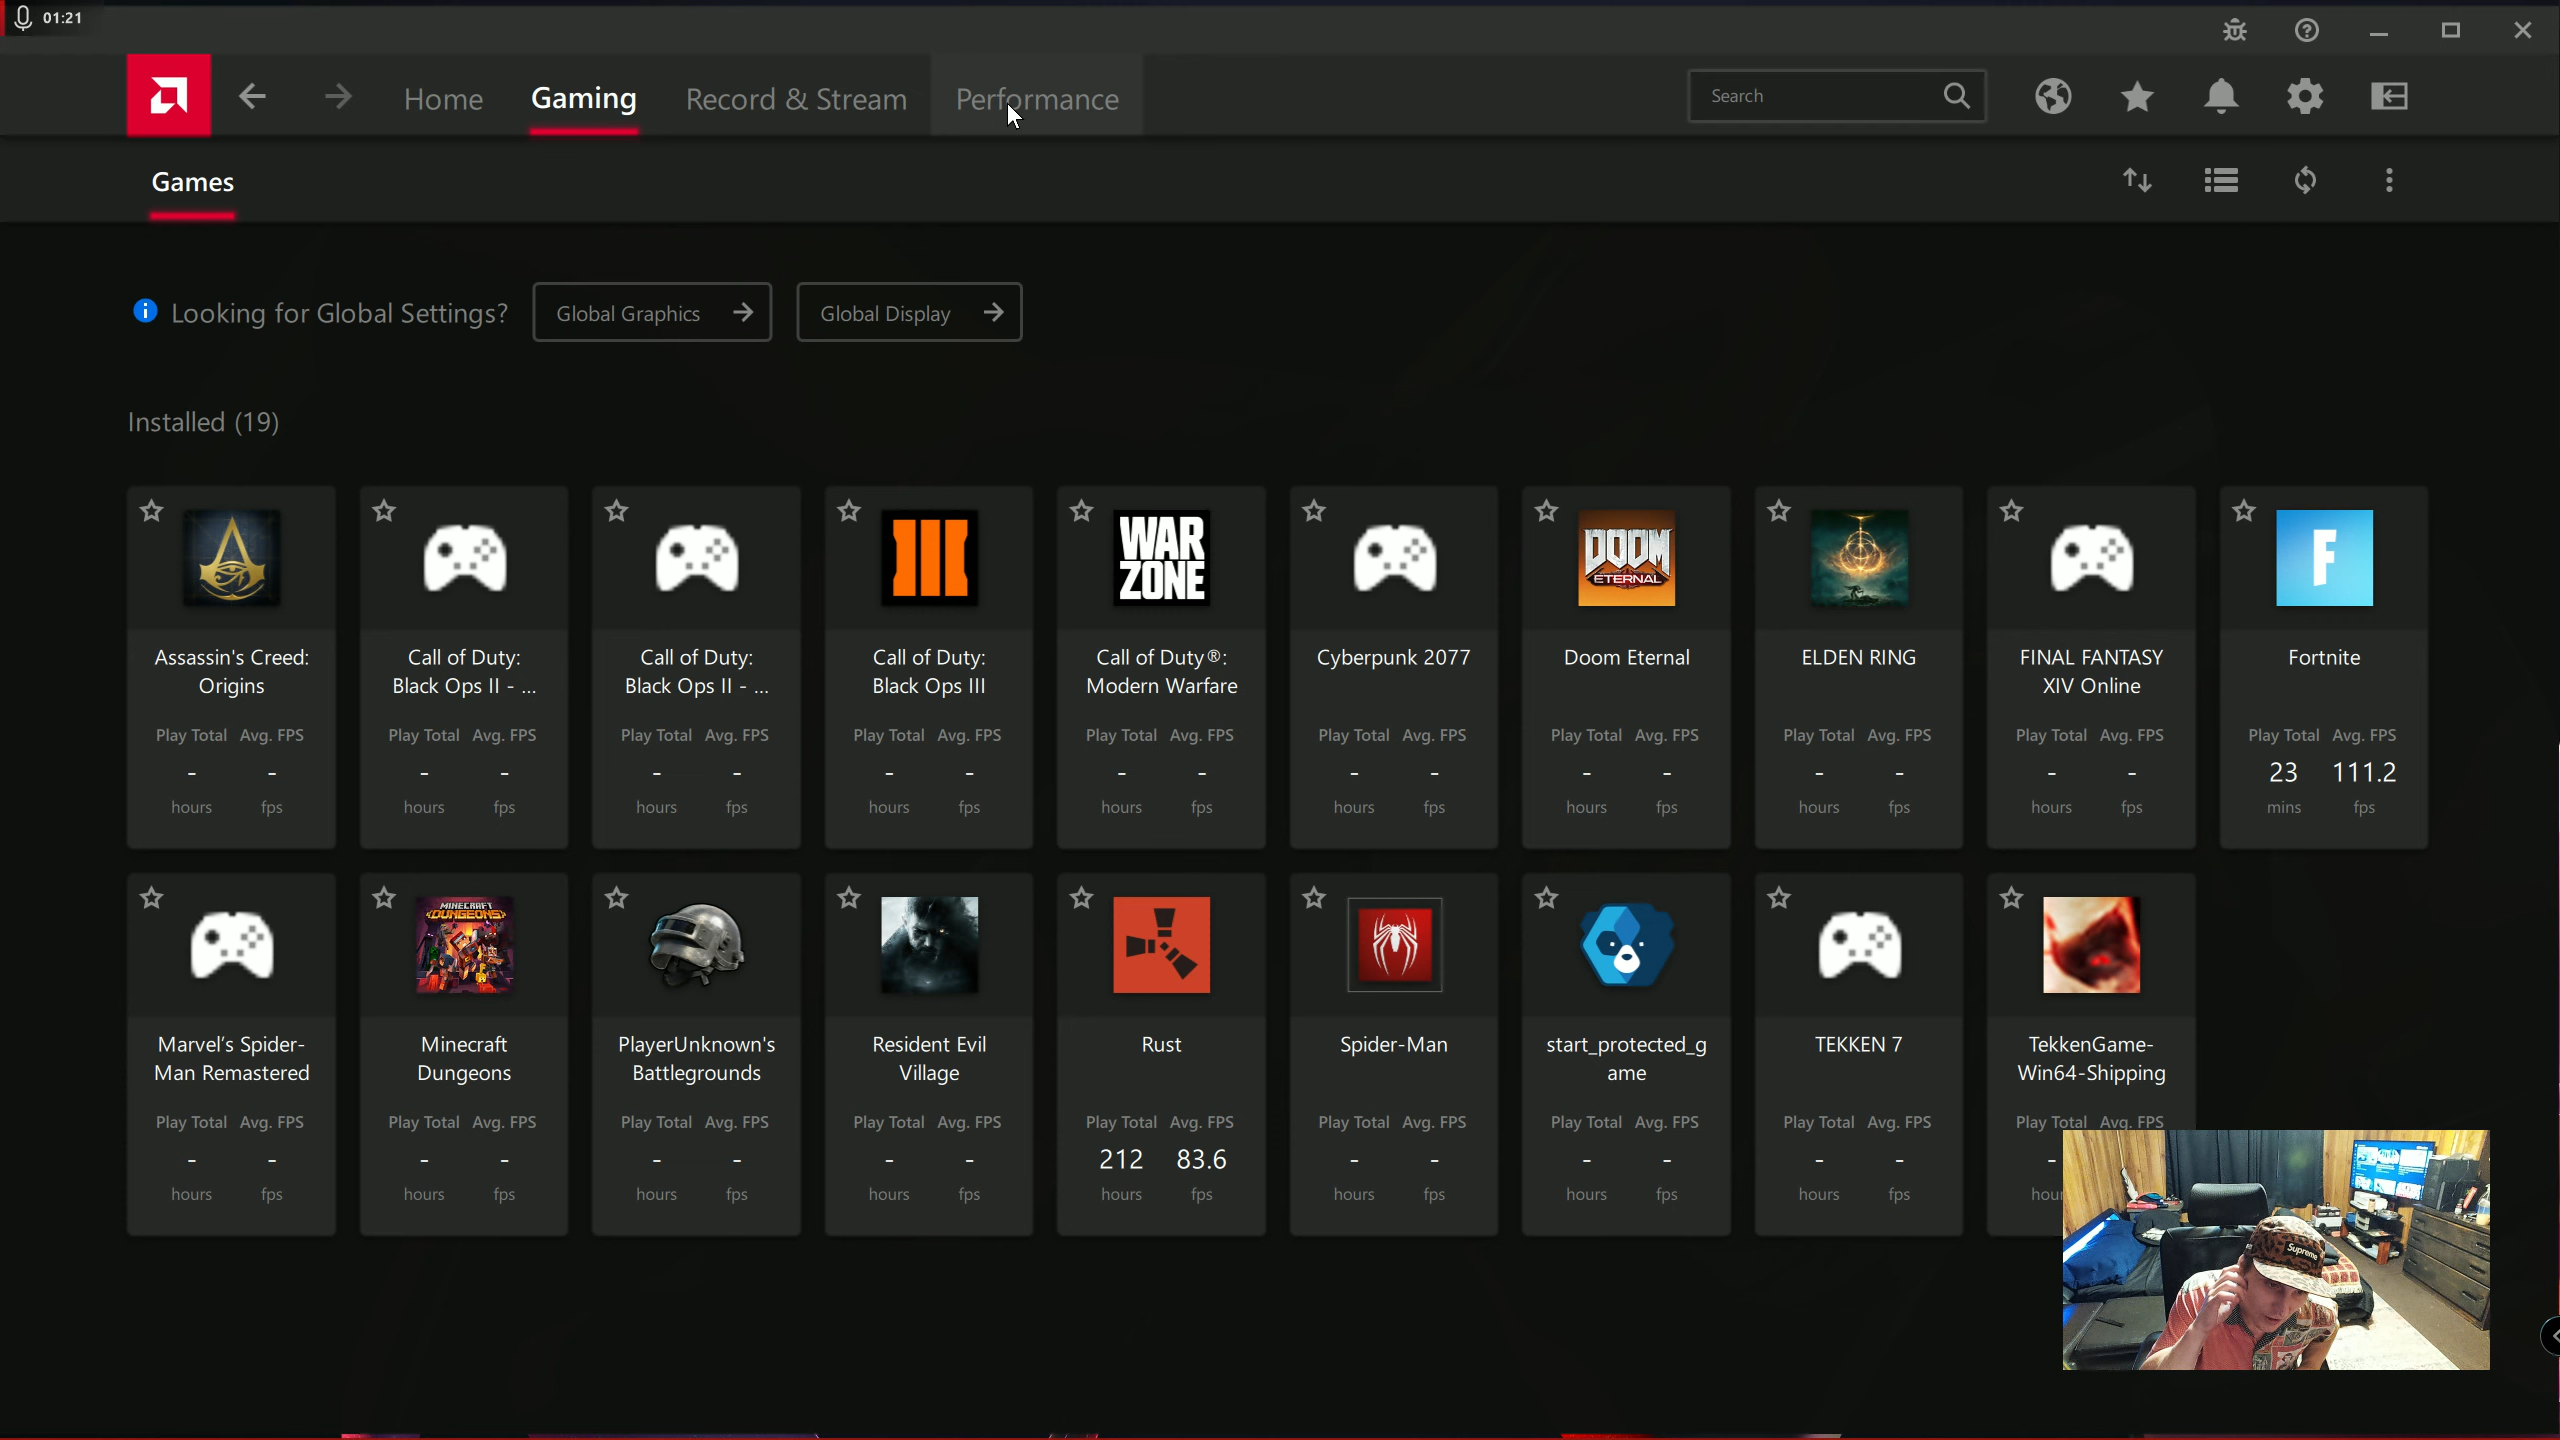 01:21
Home Gaming Record & Stream Performance Search
Games
Looking for Global Settings? Global Graphics Global Display
Installed (19)
WAR
ZONE
DOOM
ETERNAL
F
Assassin's Creed:
Origins
Call of Duty:
Black Ops II - ...
Call of Duty:
Black Ops II - ...
Call of Duty:
Black Ops III
Call of Duty®:
Modern Warfare
Cyberpunk 2077
Doom Eternal
ELDEN RING
FINAL FANTASY
XIV Online
Fortnite
Play Total Avg. FPS Play Total Avg. FPS Play Total Avg. FPS Play Total Avg. FPS Play Total Avg. FPS Play Total Avg. FPS Play Total Avg. FPS Play Total Avg. FPS Play Total Avg. FPS Play Total Avg. FPS
- - - - - - - - - - - - - - - - - - 23 111.2
hours fps hours fps hours fps hours fps hours fps hours fps hours fps hours fps hours fps mins fps
MINECRAFT
DUNGEONS
Marvel's Spider-
Man Remastered
Minecraft
Dungeons
PlayerUnknown's
Battlegrounds
Resident Evil
Village
Rust
Spider-Man
start_protected_g
ame
TEKKEN 7
TekkenGame-
Win64-Shipping
Play Total Avg. FPS Play Total Avg. FPS Play Total Avg. FPS Play Total Avg. FPS Play Total Avg. FPS Play Total Avg. FPS Play Total Avg. FPS Play Total Avg. FPS Play Total Avg. FPS
- - - - - - - - 212 83.6 - - - - - - -
hours fps hours fps hours fps hours fps hours fps hours fps hours fps hours fps hou
Supreme